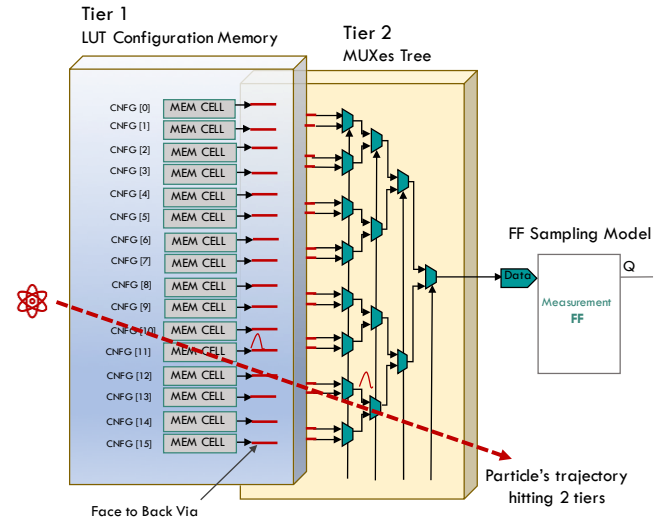 Tier 1
LUT Configuration Memory
Tier 2
MUXes Tree
CNFG [0] MEM CELL
CNFG [1] MEM CELL
CNFG [2] MEM CELL
CNFG [3] MEM CELL
CNFG [4] MEM CELL
CNFG [5] MEM CELL
CNFG [6] MEM CELL
CNFG [7] MEM CELL
CNFG [8] MEM CELL
CNFG [9] MEM CELL
CNFG [10] MEM CELL
CNFG [11] MEM CELL
CNFG [12] MEM CELL
CNFG [13] MEM CELL
CNFG [14] MEM CELL
CNFG [15] MEM CELL
FF Sampling Model
Data
Q
Measurement
FF
Particle's trajectory
hitting 2 tiers
Face to Back Via